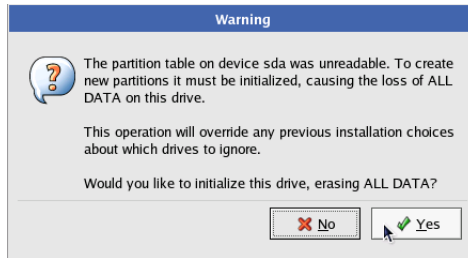 Warning
The partition table on device sda was unreadable. To create
new partitions it must be initialized, causing the loss of ALL
DATA on this drive.
This operation will override any previous installation choices
about which drives to ignore.
Would you like to initialize this drive, erasing ALL DATA?
No
Yes